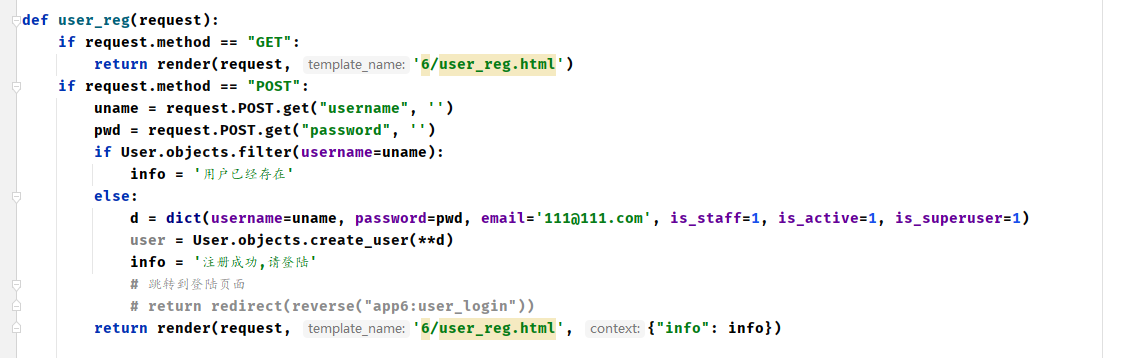 def user_reg(request):
    if request.method == "GET":
        return render(request, template_name: '6/user_reg.html')
    if request.method == "POST":
        uname = request.POST.get("username", '')
        pwd = request.POST.get("password", '')
        if User.objects.filter(username=uname):
            info = '用户已经存在'
        else:
            d = dict(username=uname, password=pwd, email='111@111.com', is_staff=1, is_active=1, is_superuser=1)
            user = User.objects.create_user(**d)
            info = '注册成功,请登陆'
            # 跳转到登陆页面
            # return redirect(reverse("app6:user_login"))
        return render(request, template_name: '6/user_reg.html', context: {"info": info})